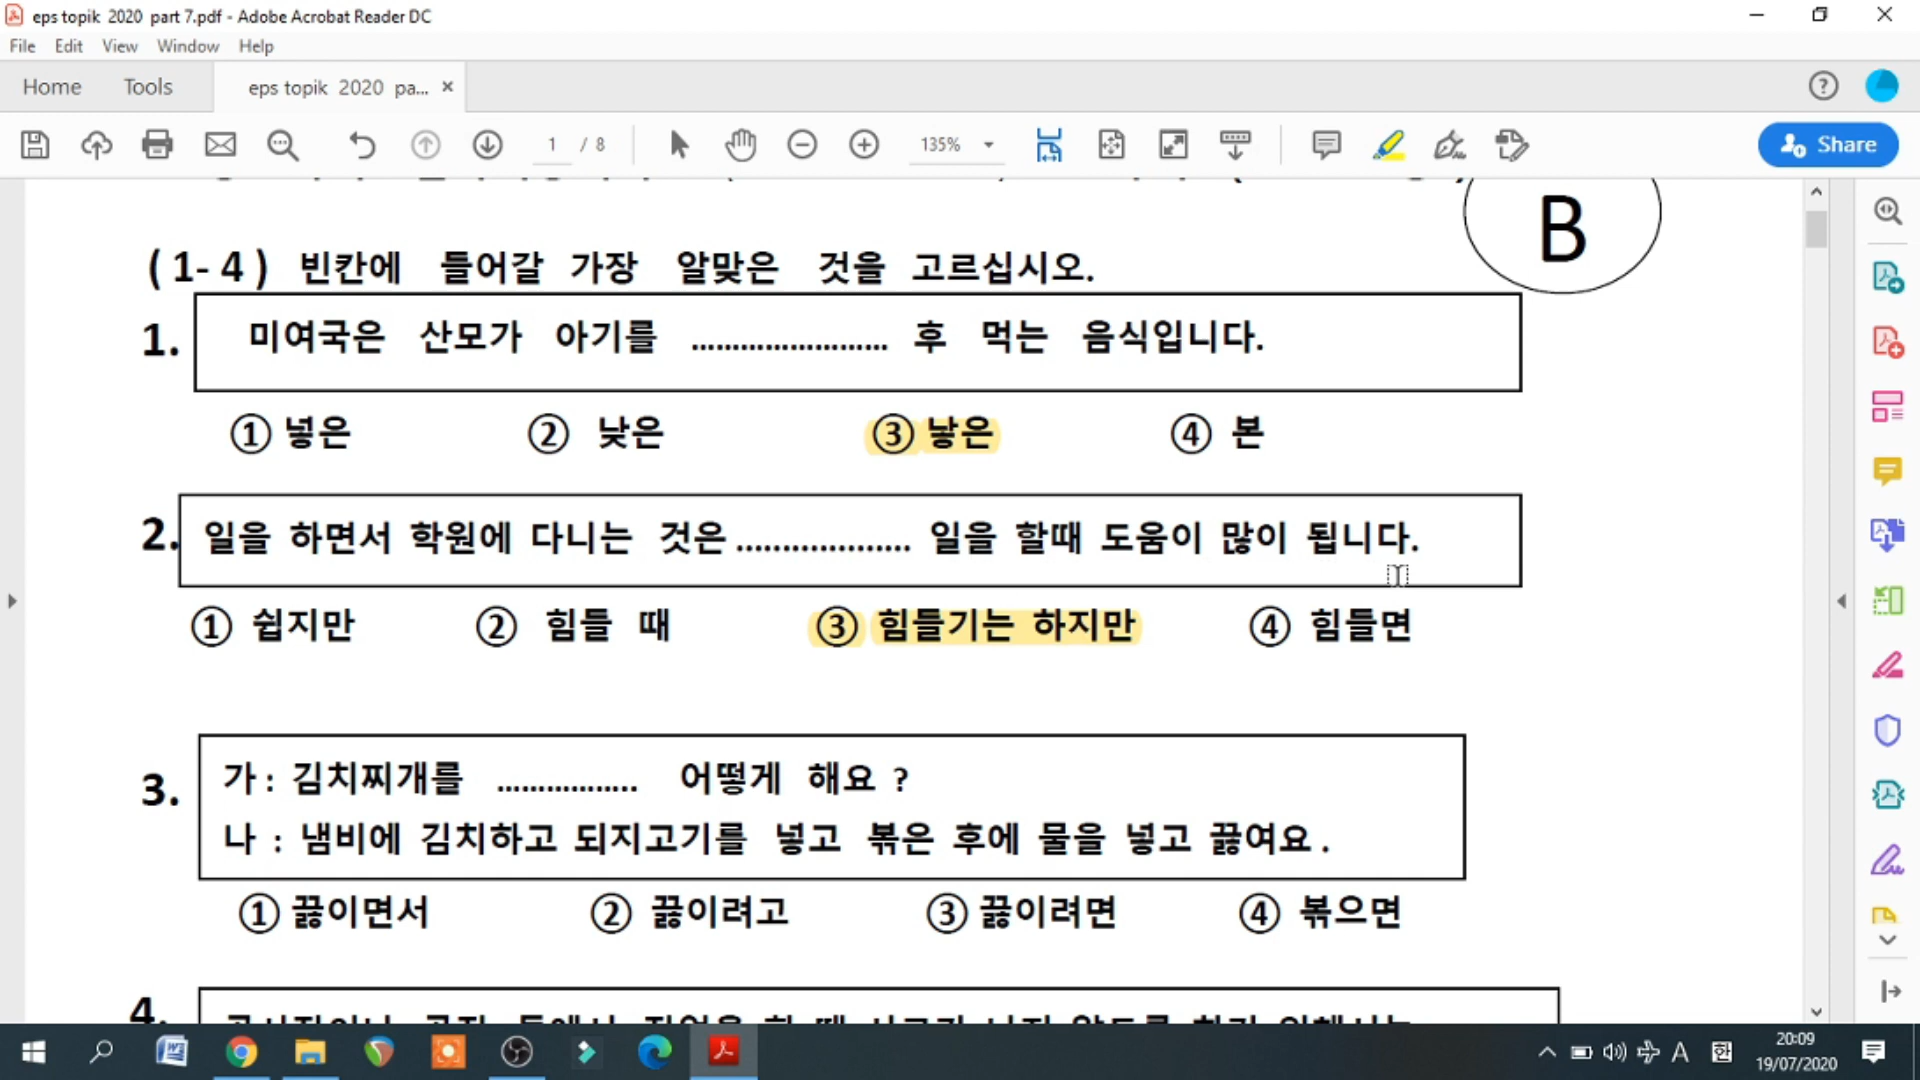 eps topik 2020 part 7.pdf - Adobe Acrobat Reader DC
File Edit View Window Help
Home Tools eps topik 2020 pa... ×
1 / 8 135% Share
B
( 1- 4 ) 빈칸에 들어갈 가장 알맞은 것을 고르십시오.
1. 미여국은 산모가 아기를 ........................ 후 먹는 음식입니다.
① 넣은 ② 낮은 ③ 낳은 ④ 본
2. 일을 하면서 학원에 다니는 것은 ................... 일을 할때 도움이 많이 됩니다.
① 쉽지만 ② 힘들 때 ③ 힘들기는 하지만 ④ 힘들면
3. 가 : 김치찌개를 ................. 어떻게 해요 ?
나 : 냄비에 김치하고 되지고기를 넣고 볶은 후에 물을 넣고 끓여요 .
① 끓이면서 ② 끓이려고 ③ 끓이려면 ④ 볶으면
4.
A 한 20:09
19/07/2020